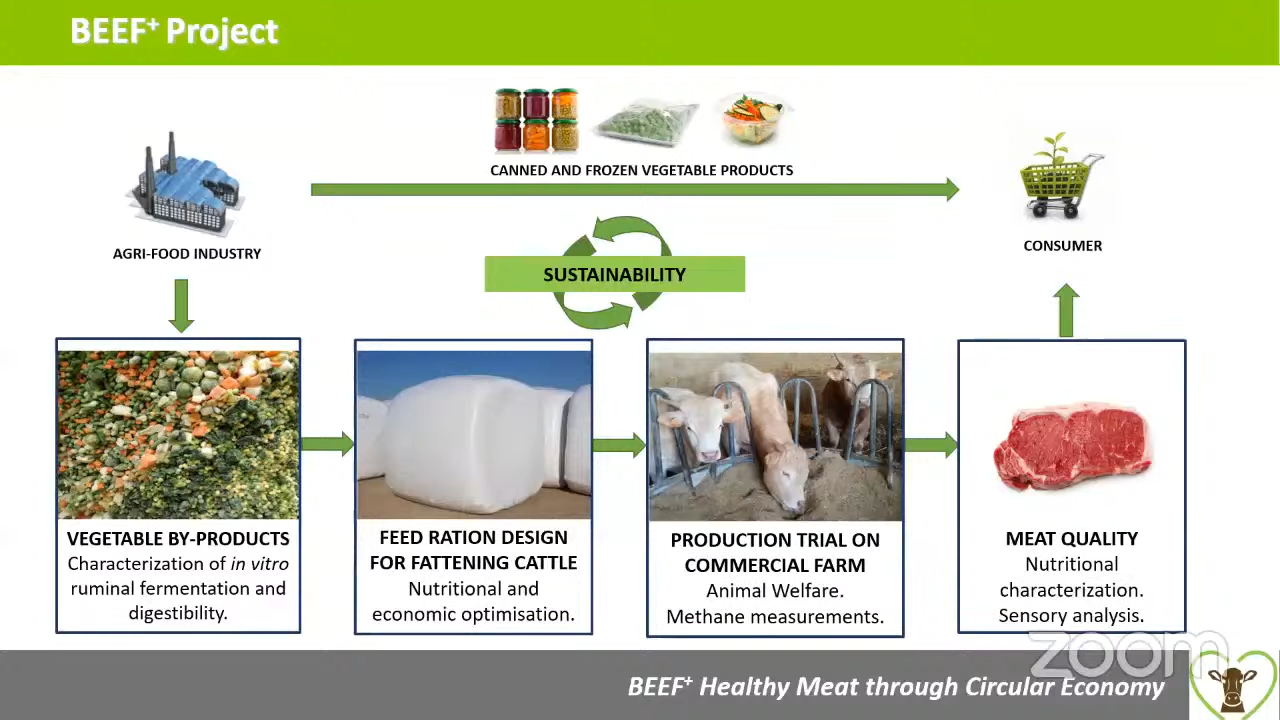 BEEF⁺ Project
CANNED AND FROZEN VEGETABLE PRODUCTS
AGRI-FOOD INDUSTRY
CONSUMER
SUSTAINABILITY
VEGETABLE BY-PRODUCTS
Characterization of in vitro
ruminal fermentation and
digestibility.
FEED RATION DESIGN
FOR FATTENING CATTLE
Nutritional and
economic optimisation.
PRODUCTION TRIAL ON
COMMERCIAL FARM
Animal Welfare.
Methane measurements.
MEAT QUALITY
Nutritional
characterization.
Sensory analysis.
zoom
BEEF⁺ Healthy Meat through Circular Economy